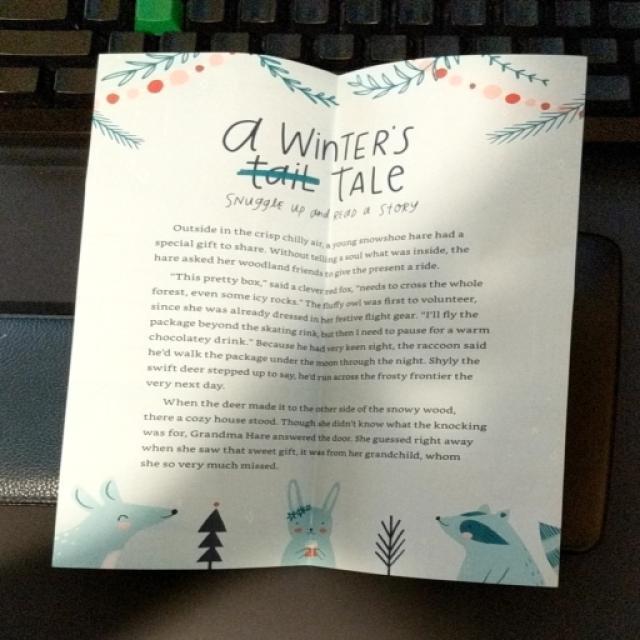 a WINTER'S
tail TALE
SNUGGLE UP and READ a STORY
Outside in the crisp chilly air, a young snowshoe hare had a
special gift to share. Without telling a soul what was inside, the
hare asked her woodland friends to give the present a ride.
"This pretty box," said a clever red fox, "needs to cross the whole
forest, even some icy rocks." The fluffy owl was first to volunteer,
since she was already dressed in her festive flight gear. "I'll fly the
package beyond the skating rink, but then I need to pause for a warm
chocolatey drink." Because he had very keen sight, the raccoon said
he'd walk the package under the moon through the night. Shyly the
swift deer stepped up to say, he'd run across the frosty frontier the
very next day.
When the deer made it to the other side of the snowy wood,
there a cozy house stood. Though she didn't know what the knocking
was for, Grandma Hare answered the door. She guessed right away
when she saw that sweet gift, it was from her grandchild, whom
she so very much missed.